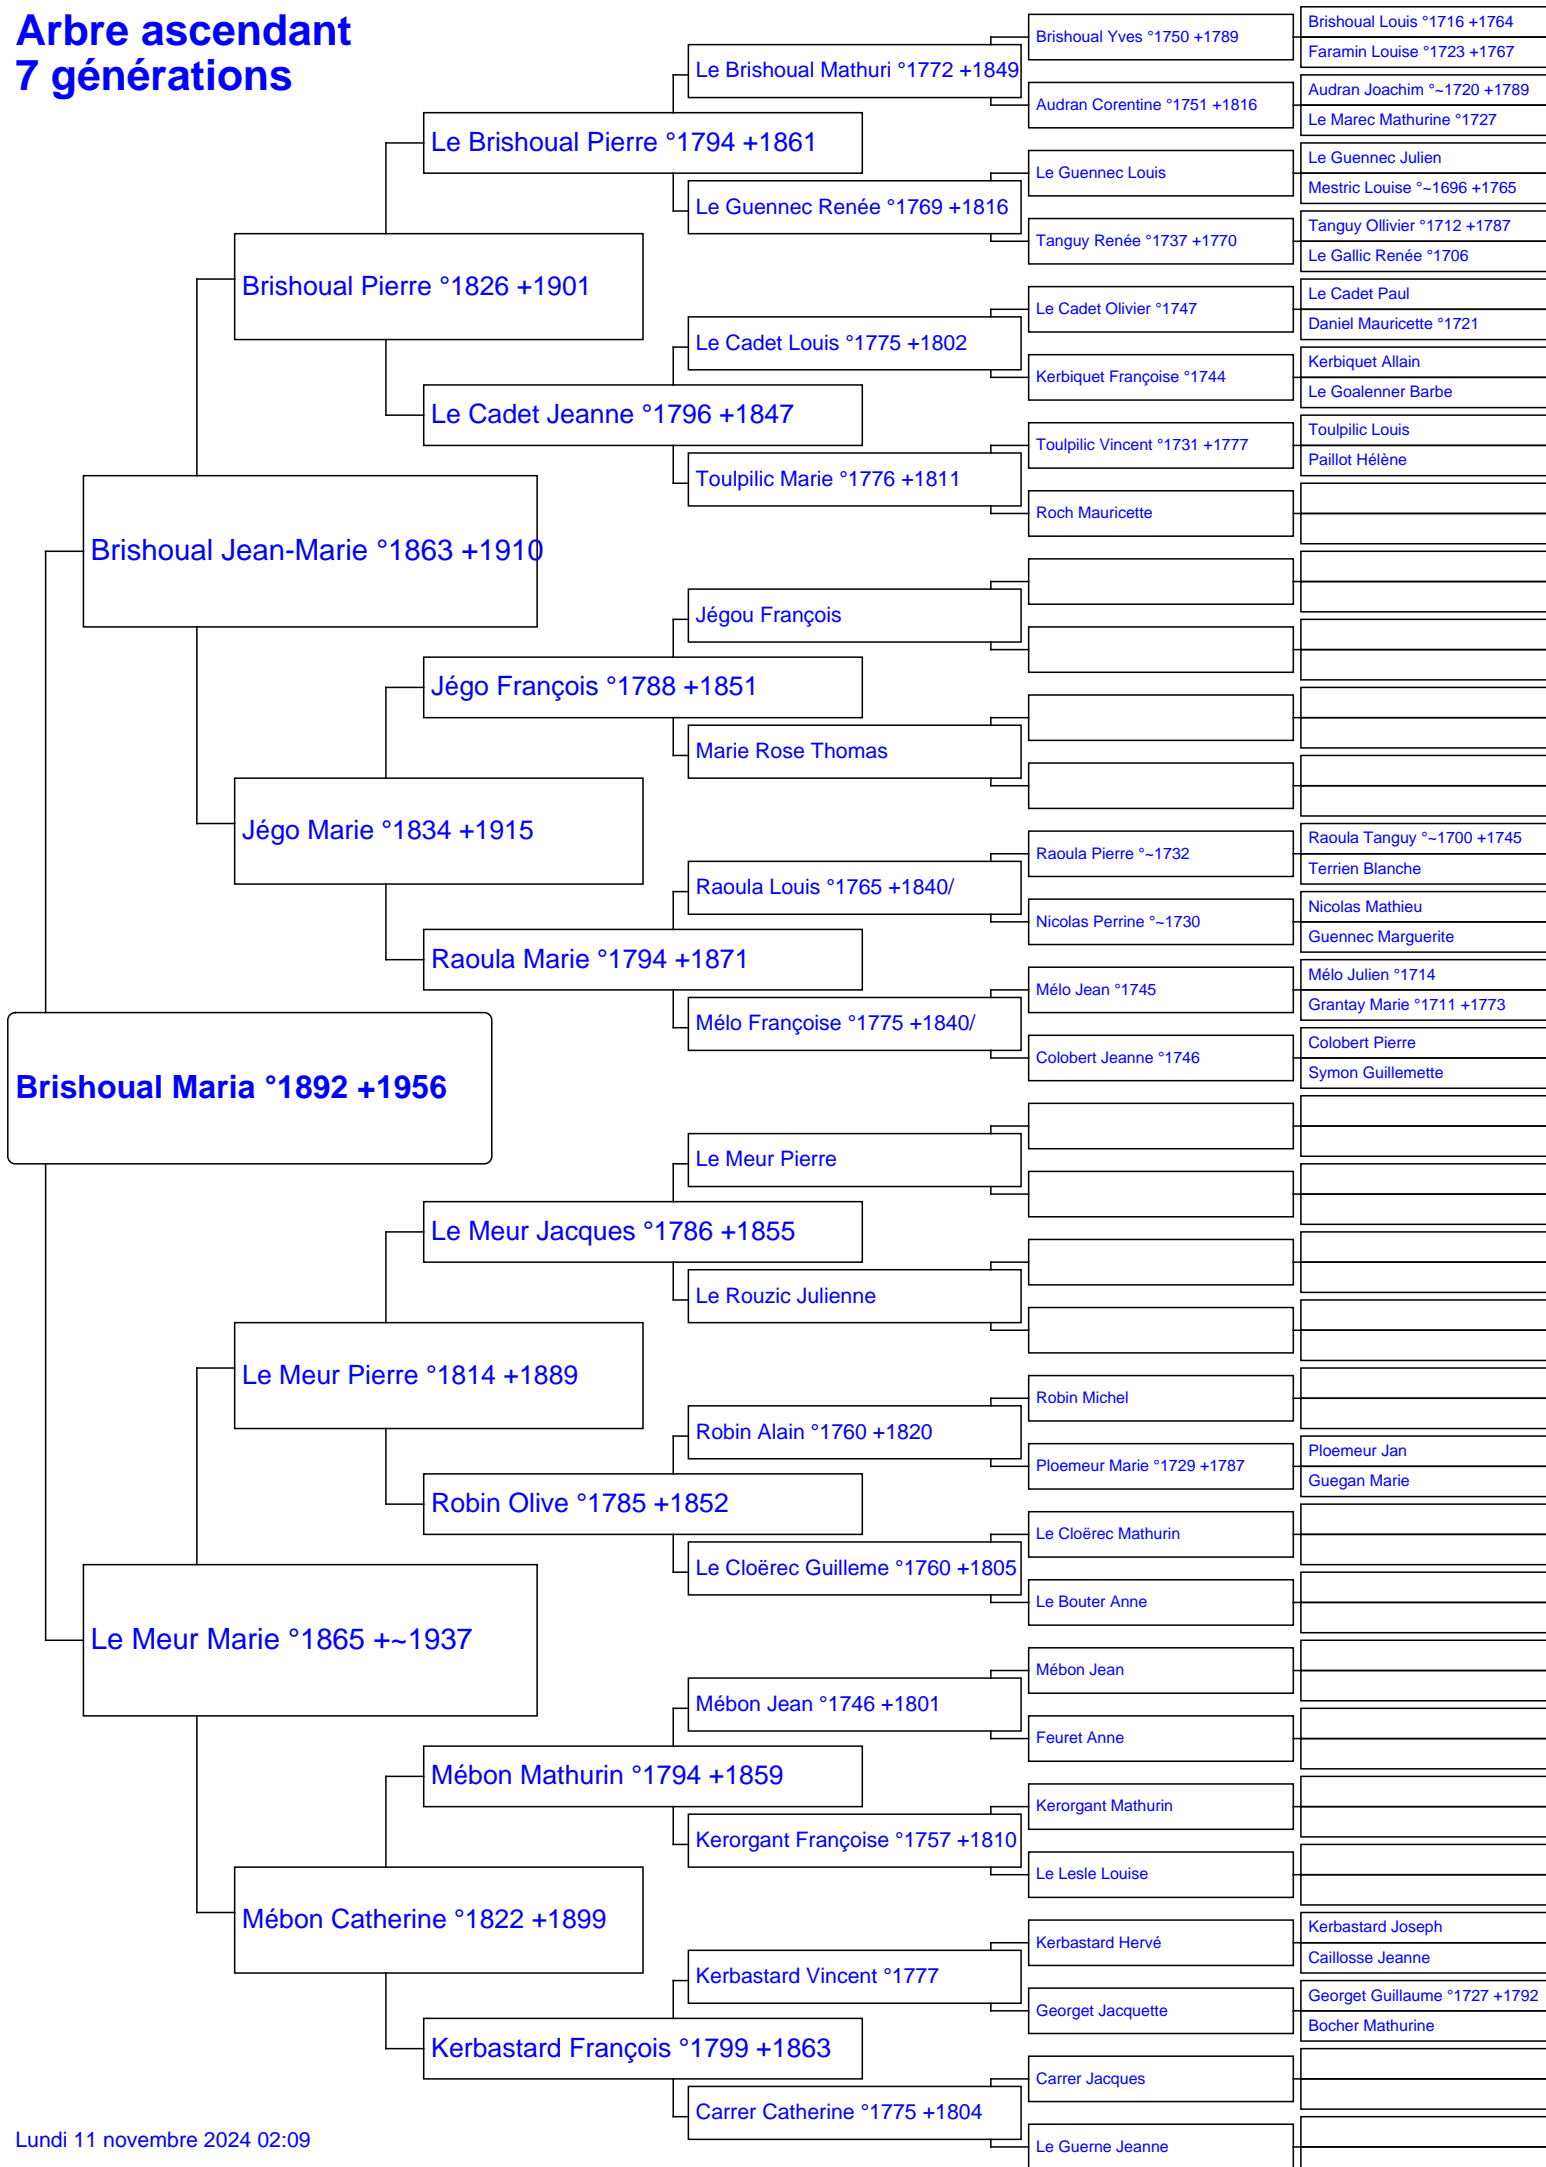 Arbre ascendant
7 générations
Brishoual Maria °1892 +1956
Brishoual Jean-Marie °1863 +1910
Le Meur Marie °1865 +~1937
Brishoual Pierre °1826 +1901
Jégo Marie °1834 +1915
Le Meur Pierre °1814 +1889
Mébon Catherine °1822 +1899
Le Brishoual Pierre °1794 +1861
Le Cadet Jeanne °1796 +1847
Jégo François °1788 +1851
Raoula Marie °1794 +1871
Le Meur Jacques °1786 +1855
Robin Olive °1785 +1852
Mébon Mathurin °1794 +1859
Kerbastard François °1799 +1863
Le Brishoual Mathuri °1772 +1849
Le Guennec Renée °1769 +1816
Le Cadet Louis °1775 +1802
Toulpilic Marie °1776 +1811
Jégou François
Marie Rose Thomas
Raoula Louis °1765 +1840/
Mélo Françoise °1775 +1840/
Le Meur Pierre
Le Rouzic Julienne
Robin Alain °1760 +1820
Le Cloërec Guilleme °1760 +1805
Mébon Jean °1746 +1801
Kerorgant Françoise °1757 +1810
Kerbastard Vincent °1777
Carrer Catherine °1775 +1804
Brishoual Yves °1750 +1789
Audran Corentine °1751 +1816
Le Guennec Louis
Tanguy Renée °1737 +1770
Le Cadet Olivier °1747
Kerbiquet Françoise °1744
Toulpilic Vincent °1731 +1777
Roch Mauricette
Raoula Pierre °~1732
Nicolas Perrine °~1730
Mélo Jean °1745
Colobert Jeanne °1746
Robin Michel
Ploemeur Marie °1729 +1787
Le Cloërec Mathurin
Le Bouter Anne
Mébon Jean
Feuret Anne
Kerorgant Mathurin
Le Lesle Louise
Kerbastard Hervé
Georget Jacquette
Carrer Jacques
Le Guerne Jeanne
Brishoual Louis °1716 +1764
Faramin Louise °1723 +1767
Audran Joachim °~1720 +1789
Le Marec Mathurine °1727
Le Guennec Julien
Mestric Louise °~1696 +1765
Tanguy Ollivier °1712 +1787
Le Gallic Renée °1706
Le Cadet Paul
Daniel Mauricette °1721
Kerbiquet Allain
Le Goalenner Barbe
Toulpilic Louis
Paillot Hélène
Raoula Tanguy °~1700 +1745
Terrien Blanche
Nicolas Mathieu
Guennec Marguerite
Mélo Julien °1714
Grantay Marie °1711 +1773
Colobert Pierre
Symon Guillemette
Ploemeur Jan
Guegan Marie
Kerbastard Joseph
Caillosse Jeanne
Georget Guillaume °1727 +1792
Bocher Mathurine
Lundi 11 novembre 2024 02:09